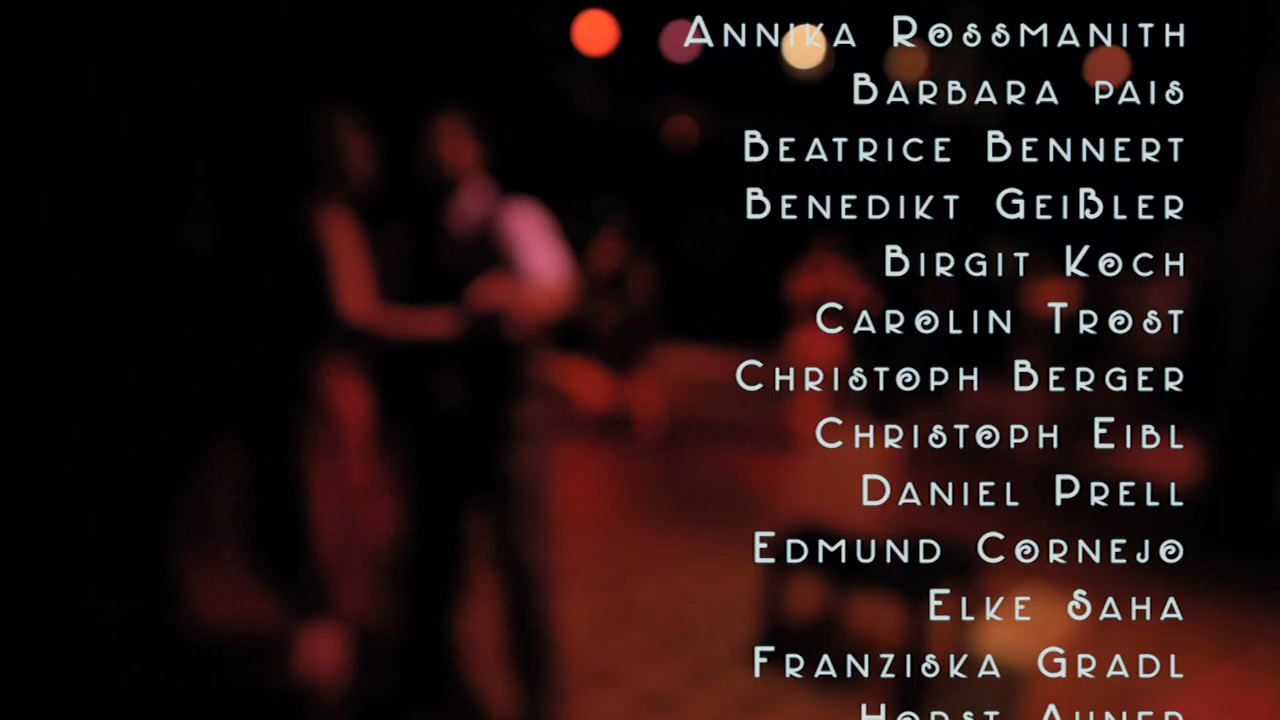 Annika Rossmanith
Barbara pais
Beatrice Bennert
Benedikt Geißler
Birgit Koch
Carolin Trost
Christoph Berger
Christoph Eibl
Daniel Prell
Edmund Cornejo
Elke Saha
Franziska Gradl
Horst